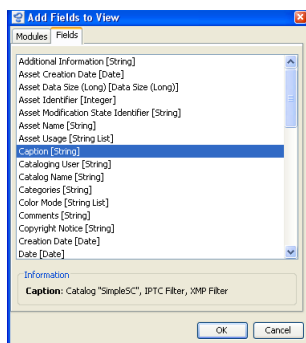 Add Fields to View
Modules Fields
Additional Information [String]
Asset Creation Date [Date]
Asset Data Size (Long) [Data Size (Long)]
Asset Identifier [Integer]
Asset Modification State Identifier [String]
Asset Name [String]
Asset Usage [String List]
Caption [String]
Cataloging User [String]
Catalog Name [String]
Categories [String]
Color Mode [String List]
Comments [String]
Copyright Notice [String]
Creation Date [Date]
Date [Date]
Information
Caption: Catalog "SimpleSC", IPTC Filter, XMP Filter
OK Cancel